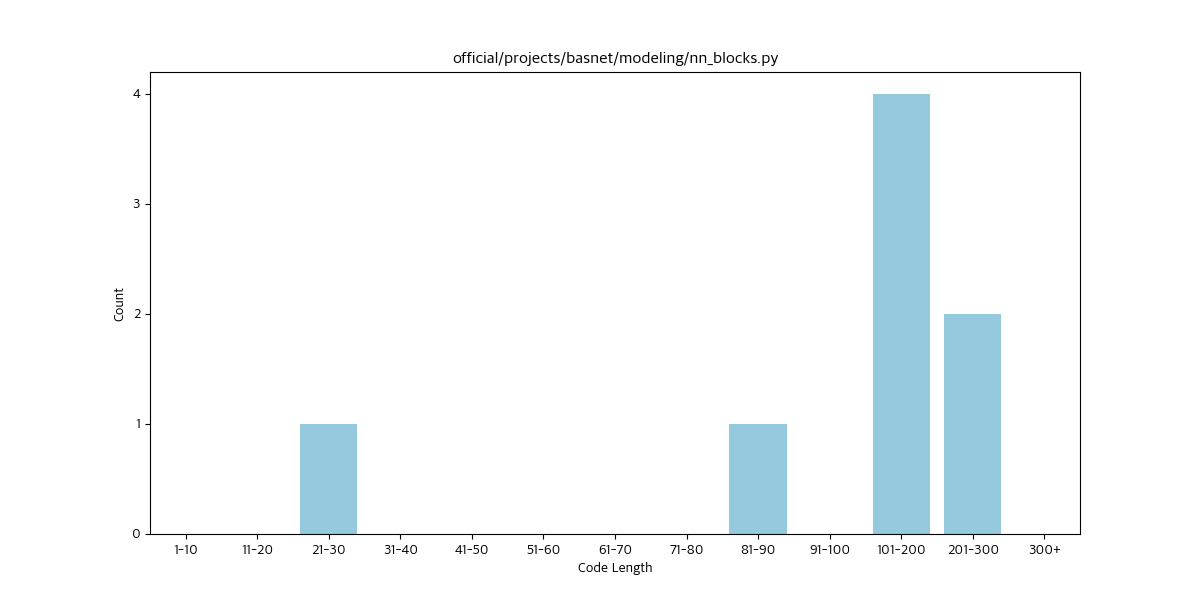 official/projects/basnet/modeling/nn_blocks.py
4
3
2
1
0
Count
1-10 11-20 21-30 31-40 41-50 51-60 61-70 71-80 81-90 91-100 101-200 201-300 300+
Code Length